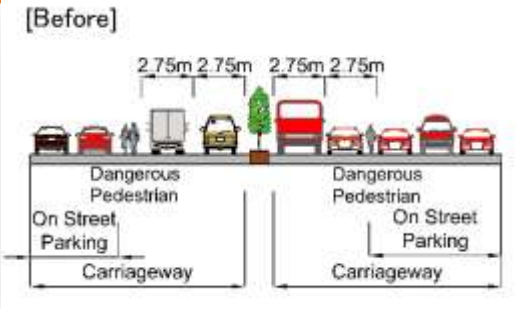 [Before]
2.75m 2.75m 2.75m 2.75m
Dangerous Dangerous
Pedestrian Pedestrian
On Street On Street
Parking Parking
Carriageway Carriageway